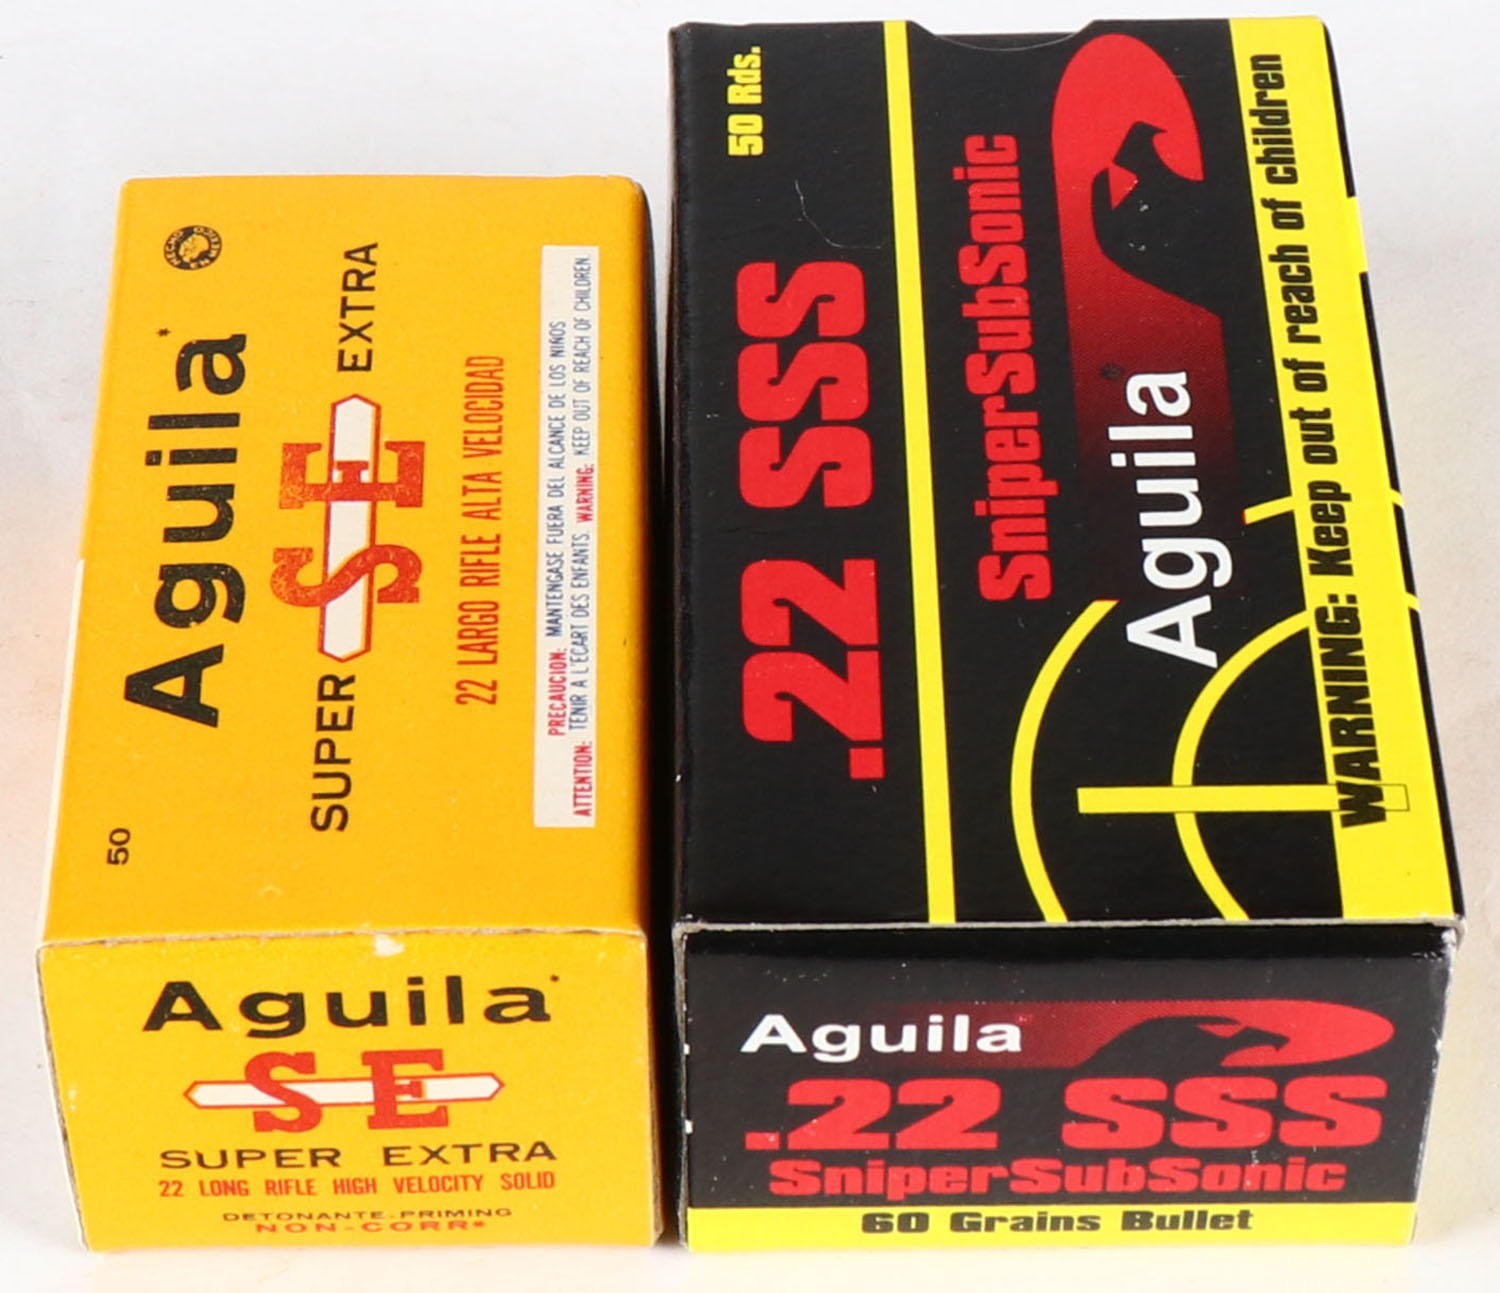 HECHO EN MEXICO
Aguila*
SUPER SE EXTRA
22 LARGO RIFLE ALTA VELOCIDAD
PRECAUCION: MANTENGASE FUERA DEL ALCANCE DE LOS NIÑOS
ATTENTION: TENIR A L'ECART DES ENFANTS. WARNING: KEEP OUT OF REACH OF CHILDREN.
50
Aguila*
SE
SUPER EXTRA
22 LONG RIFLE HIGH VELOCITY SOLID
DETONANTE-PRIMING
NON-CORR*
50 Rds.
.22 SSS
SniperSubSonic
Aguila®
WARNING: Keep out of reach of children
Aguila
.22 SSS
SniperSubSonic
60 Grains Bullet